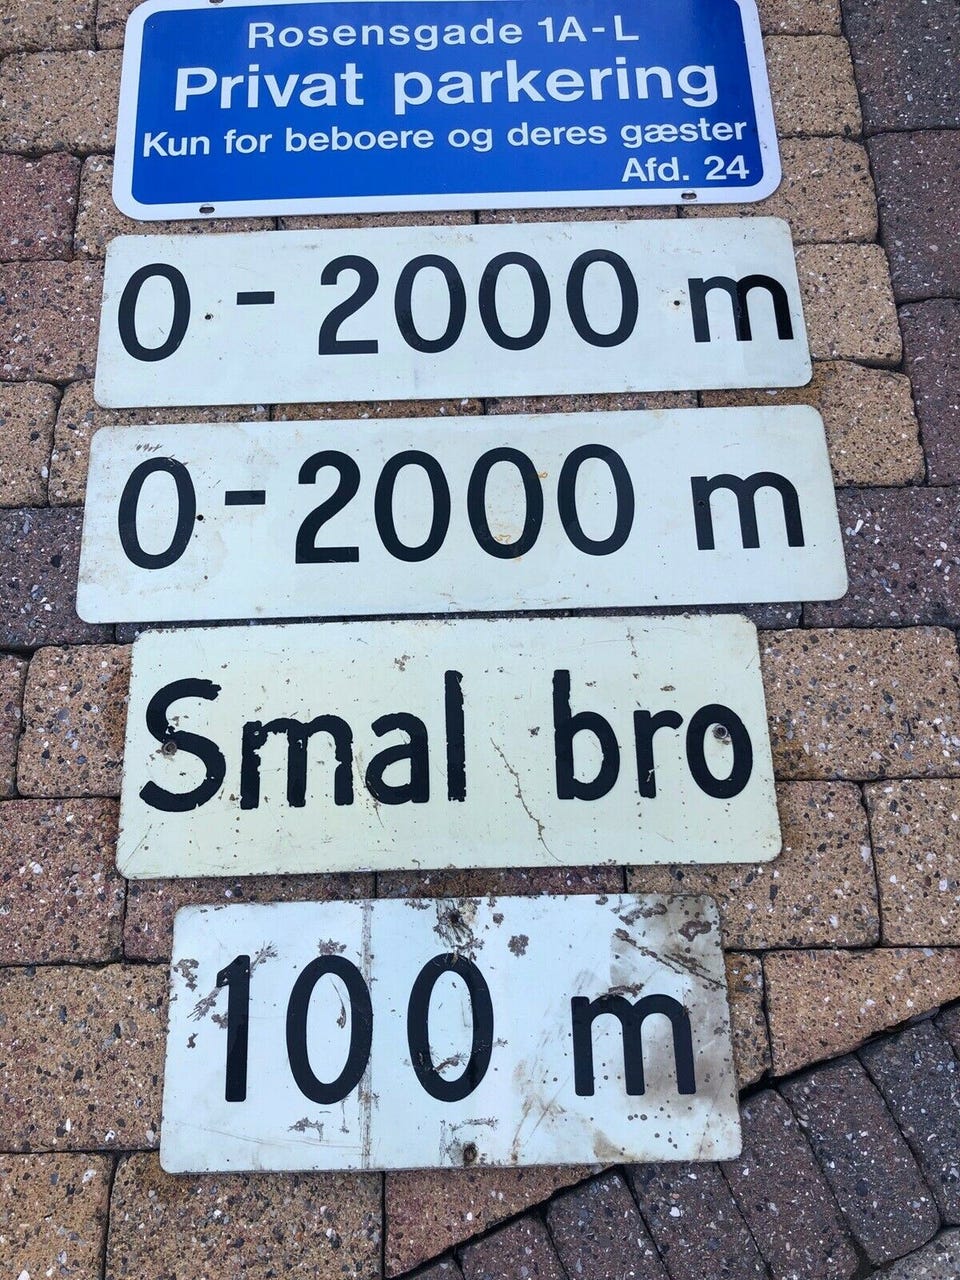 Rosensgade 1A-L
Privat parkering
Kun for beboere og deres gæster
Afd. 24
0-2000 m
0-2000 m
Smal bro
100 m